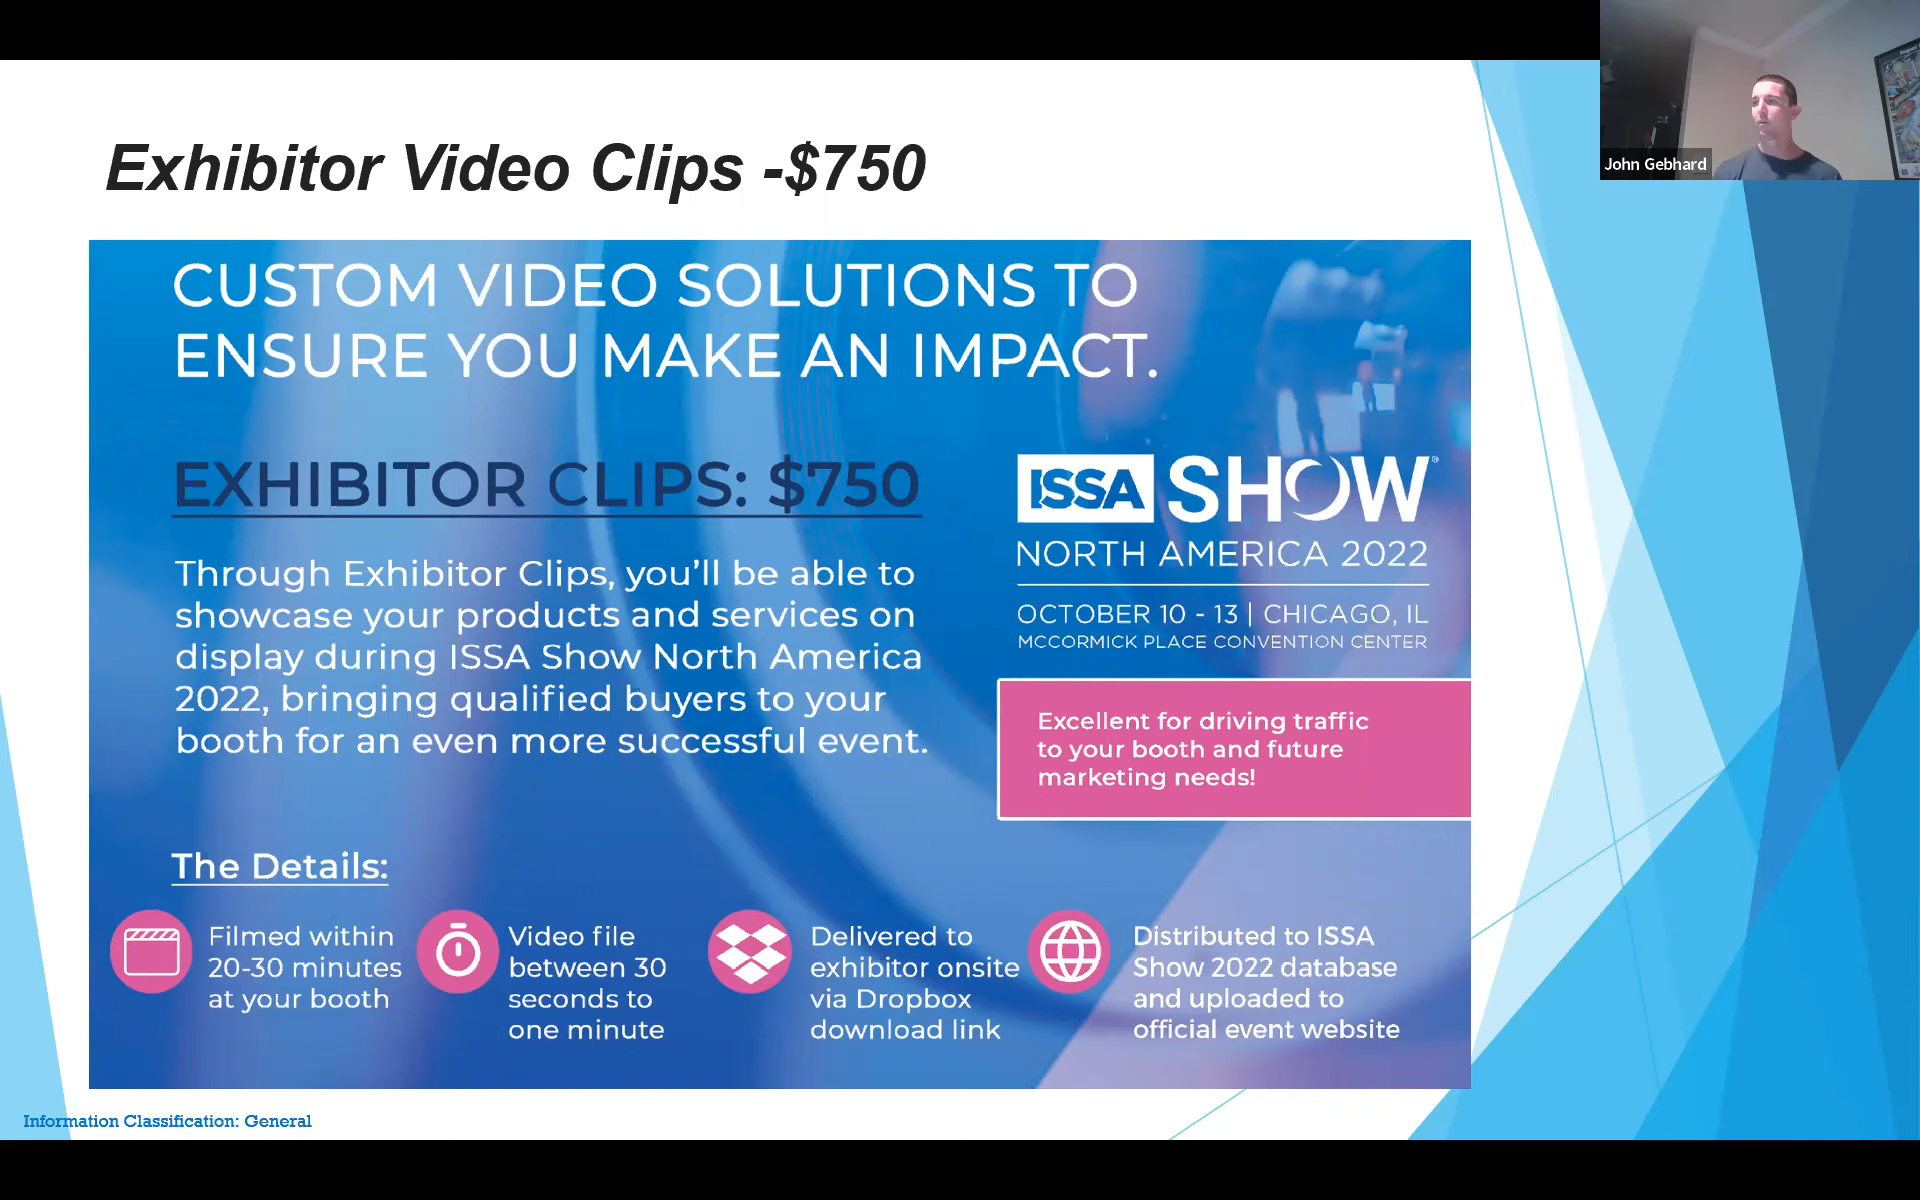 Exhibitor Video Clips -$750
John Gebhard
CUSTOM VIDEO SOLUTIONS TO
ENSURE YOU MAKE AN IMPACT.
EXHIBITOR CLIPS: $750
Through Exhibitor Clips, you'll be able to
showcase your products and services on
display during ISSA Show North America
2022, bringing qualified buyers to your
booth for an even more successful event.
ISSA SHOW®
NORTH AMERICA 2022
OCTOBER 10 - 13 | CHICAGO, IL
MCCORMICK PLACE CONVENTION CENTER
Excellent for driving traffic
to your booth and future
marketing needs!
The Details:
Filmed within
20-30 minutes
at your booth
Video file
between 30
seconds to
one minute
Delivered to
exhibitor onsite
via Dropbox
download link
Distributed to ISSA
Show 2022 database
and uploaded to
official event website
Information Classification: General